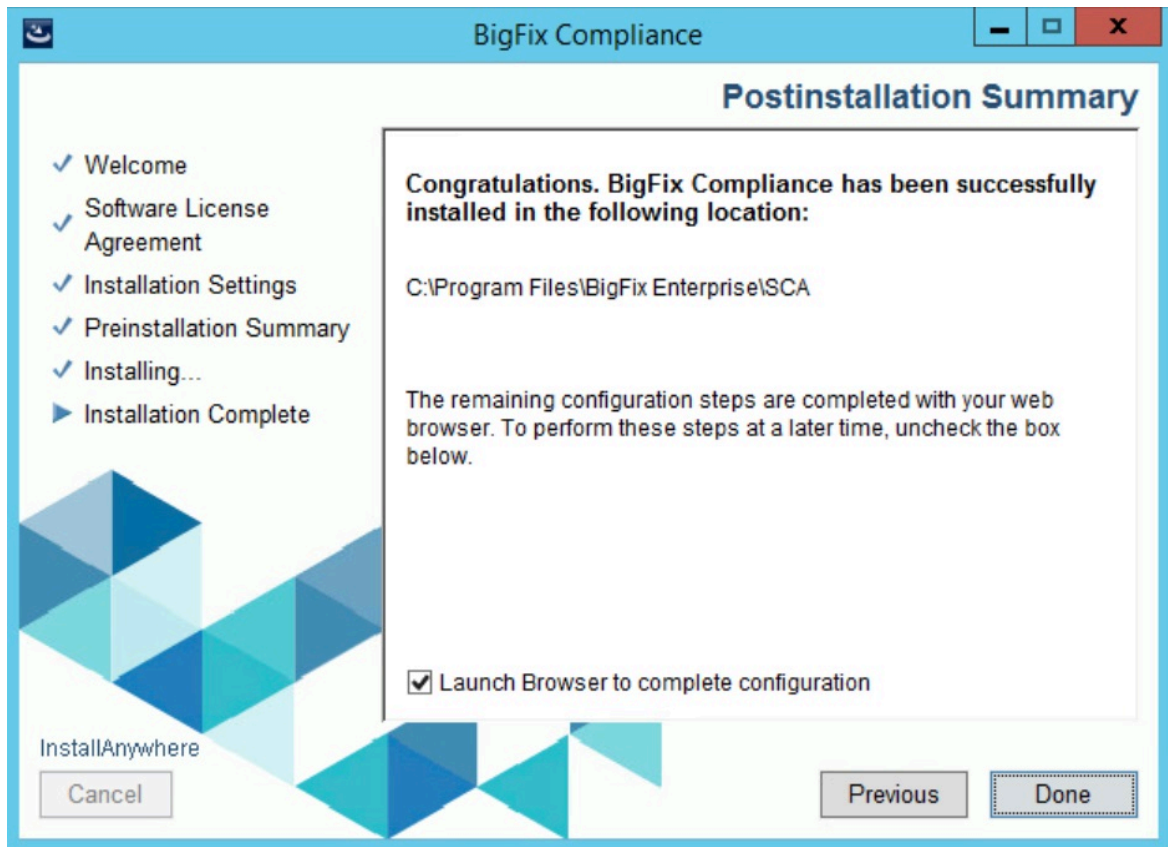 BigFix Compliance
X
Postinstallation Summary
Welcome
Software License
Agreement
Installation Settings
Preinstallation Summary
Installing...
Installation Complete
Congratulations. BigFix Compliance has been successfully
installed in the following location:
C:\Program Files\BigFix Enterprise\SCA
The remaining configuration steps are completed with your web
browser. To perform these steps at a later time, uncheck the box
below.
Launch Browser to complete configuration
InstallAnywhere
Cancel
Previous
Done